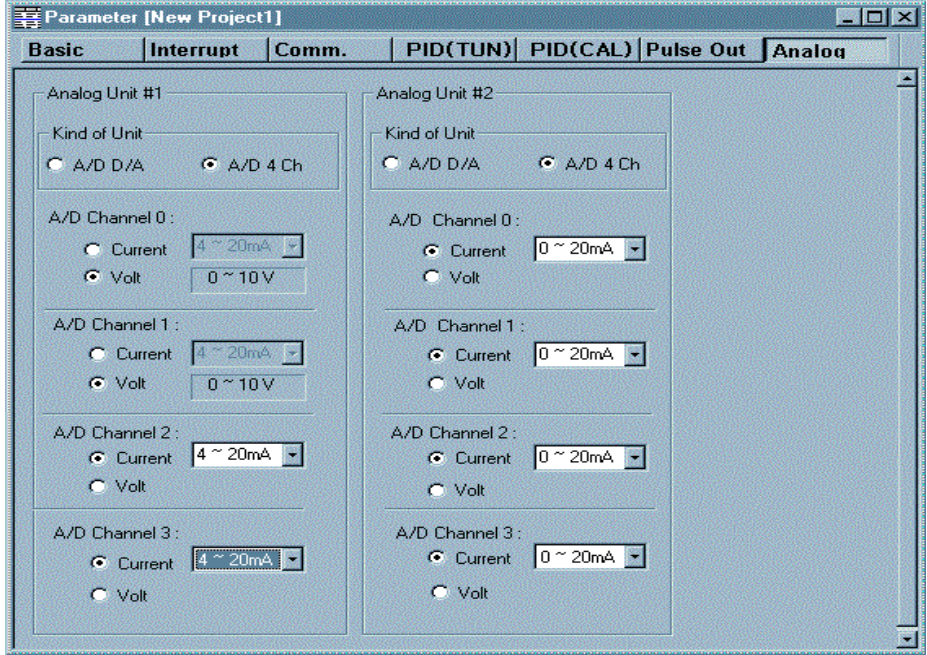 Parameter [New Project1]
Basic Interrupt Comm. PID(TUN) PID(CAL) Pulse Out Analog
Analog Unit #1
Kind of Unit
A/D D/A A/D 4 Ch
A/D Channel 0 :
Current 4 ~ 20mA
Volt 0 ~ 10 V
A/D Channel 1 :
Current 4 ~ 20mA
Volt 0 ~ 10 V
A/D Channel 2 :
Current 4 ~ 20mA
Volt
A/D Channel 3 :
Current 4 ~ 20mA
Volt
Analog Unit #2
Kind of Unit
A/D D/A A/D 4 Ch
A/D Channel 0 :
Current 0 ~ 20mA
Volt
A/D Channel 1 :
Current 0 ~ 20mA
Volt
A/D Channel 2 :
Current 0 ~ 20mA
Volt
A/D Channel 3 :
Current 0 ~ 20mA
Volt